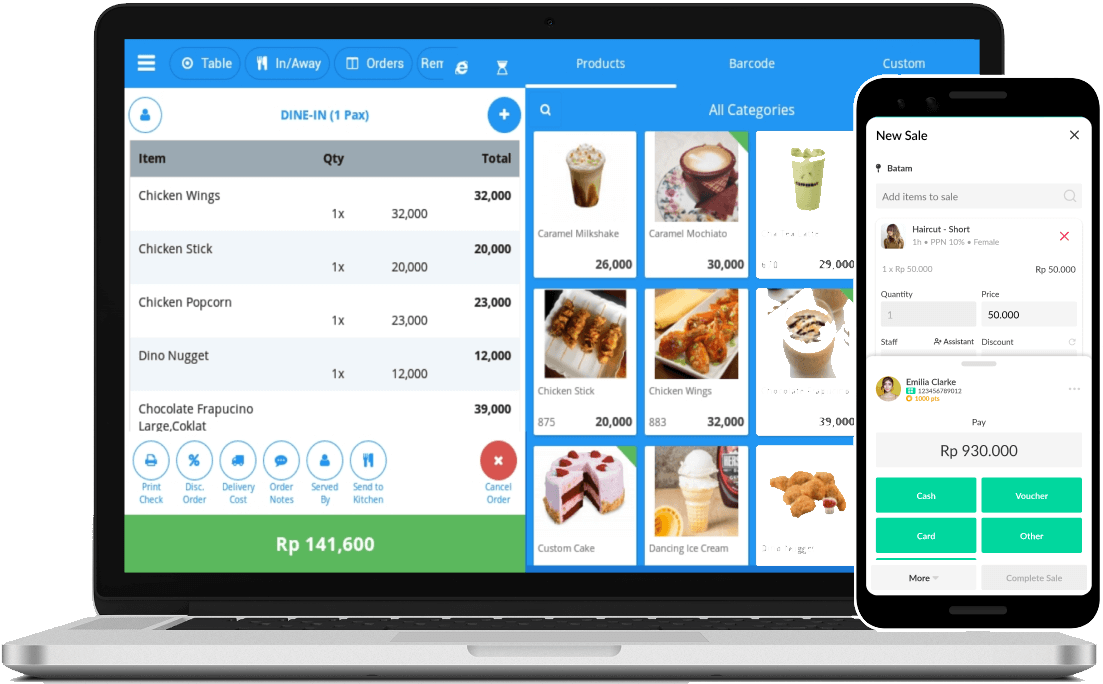 Table
In/Away
Orders
Rem
Products
Barcode
Custom
DINE-IN (1 Pax)
All Categories
Item Qty Total
Chicken Wings 32,000
1x 32,000
Chicken Stick 20,000
1x 20,000
Chicken Popcorn 23,000
1x 23,000
Dino Nugget 12,000
1x 12,000
Chocolate Frapucino 39,000
Large,Coklat
Print
Check
Disc.
Order
Delivery
Cost
Order
Notes
Served
By
Send to
Kitchen
Cancel
Order
Rp 141,600
Caramel Milkshake
26,000
Caramel Mochiato
30,000
29,000
Chicken Stick
875 20,000
Chicken Wings
883 32,000
39,000
Custom Cake
Dancing Ice Cream
New Sale
Batam
Add items to sale
Haircut - Short
1h • PPN 10% • Female
1 x Rp 50.000 Rp 50.000
Quantity Price
1 50.000
Staff Assistant Discount
Emilia Clarke
123456789012
1000 pts
Pay
Rp 930.000
Cash Voucher
Card Other
More Complete Sale